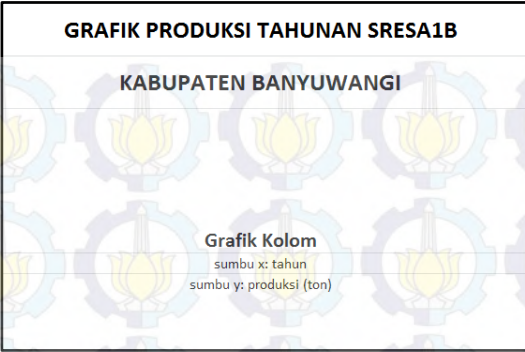 GRAFIK PRODUKSI TAHUNAN SRESA1B
KABUPATEN BANYUWANGI
Grafik Kolom
sumbu x: tahun
sumbu y: produksi (ton)